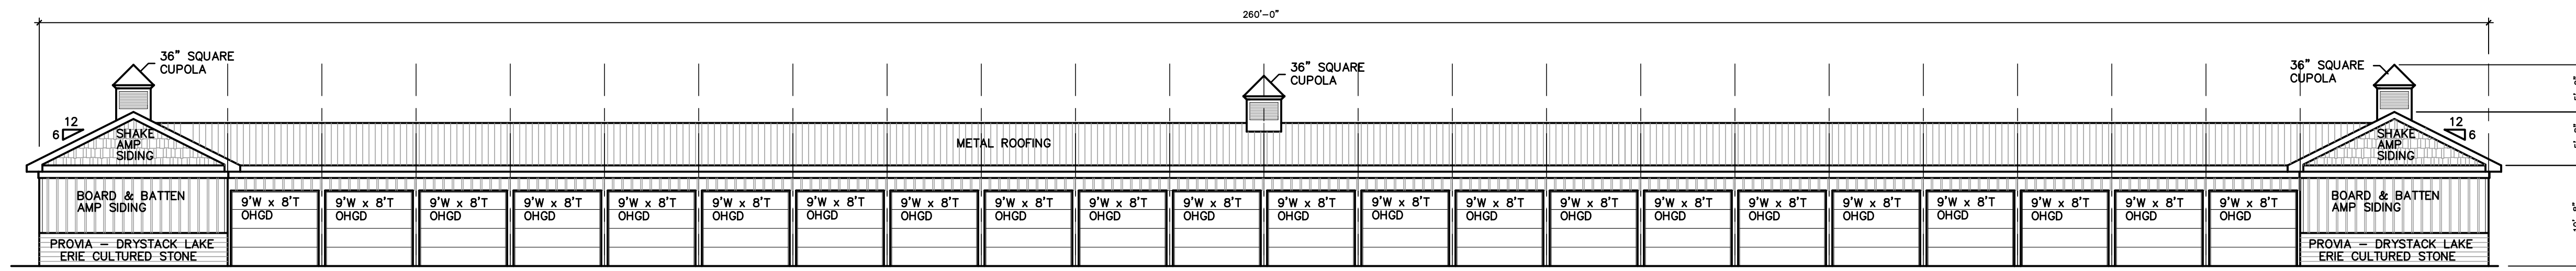 260'-0"
36" SQUARE
CUPOLA
36" SQUARE
CUPOLA
36" SQUARE
CUPOLA
12
6
SHAKE
AMP
SIDING
METAL ROOFING
12
6
SHAKE
AMP
SIDING
BOARD & BATTEN
AMP SIDING
9'W x 8'T
OHGD
9'W x 8'T
OHGD
9'W x 8'T
OHGD
9'W x 8'T
OHGD
9'W x 8'T
OHGD
9'W x 8'T
OHGD
9'W x 8'T
OHGD
9'W x 8'T
OHGD
9'W x 8'T
OHGD
9'W x 8'T
OHGD
9'W x 8'T
OHGD
9'W x 8'T
OHGD
9'W x 8'T
OHGD
9'W x 8'T
OHGD
9'W x 8'T
OHGD
9'W x 8'T
OHGD
9'W x 8'T
OHGD
9'W x 8'T
OHGD
9'W x 8'T
OHGD
9'W x 8'T
OHGD
9'W x 8'T
OHGD
9'W x 8'T
OHGD
BOARD & BATTEN
AMP SIDING
PROVIA - DRYSTACK LAKE
ERIE CULTURED STONE
PROVIA - DRYSTACK LAKE
ERIE CULTURED STONE